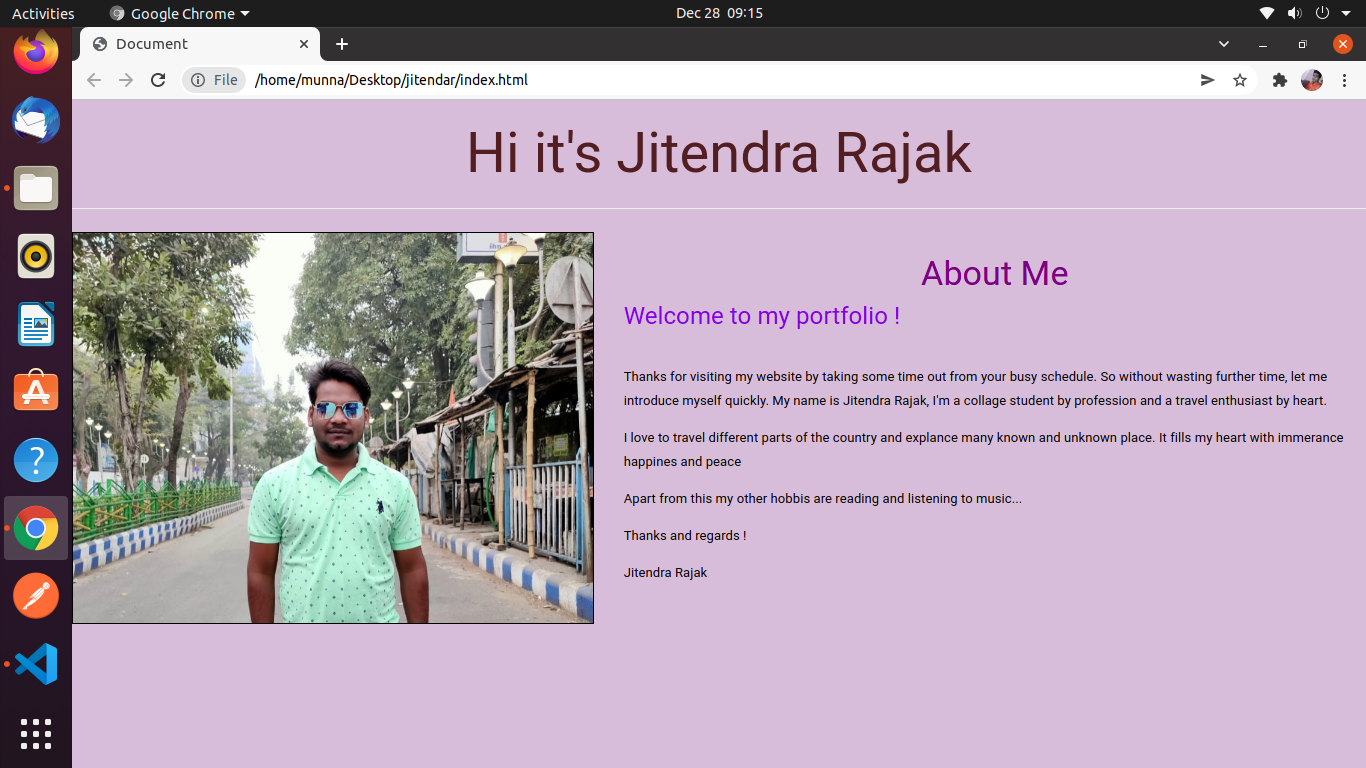 Activities
Google Chrome
Dec 28 09:15
Document
File
/home/munna/Desktop/jitendar/index.html
Hi it's Jitendra Rajak
About Me
Welcome to my portfolio !
Thanks for visiting my website by taking some time out from your busy schedule. So without wasting further time, let me
introduce myself quickly. My name is Jitendra Rajak, I'm a collage student by profession and a travel enthusiast by heart.
I love to travel different parts of the country and explance many known and unknown place. It fills my heart with immerance
happines and peace
Apart from this my other hobbis are reading and listening to music...
Thanks and regards !
Jitendra Rajak